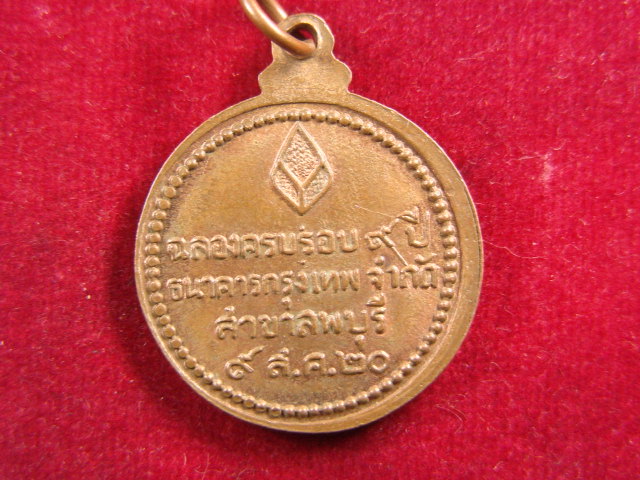 ฉลองครบรอบ ๙ ปี
ธนาคารกรุงเทพ จำกัด
สาขาลพบุรี
๙ ส.ค.๒๐